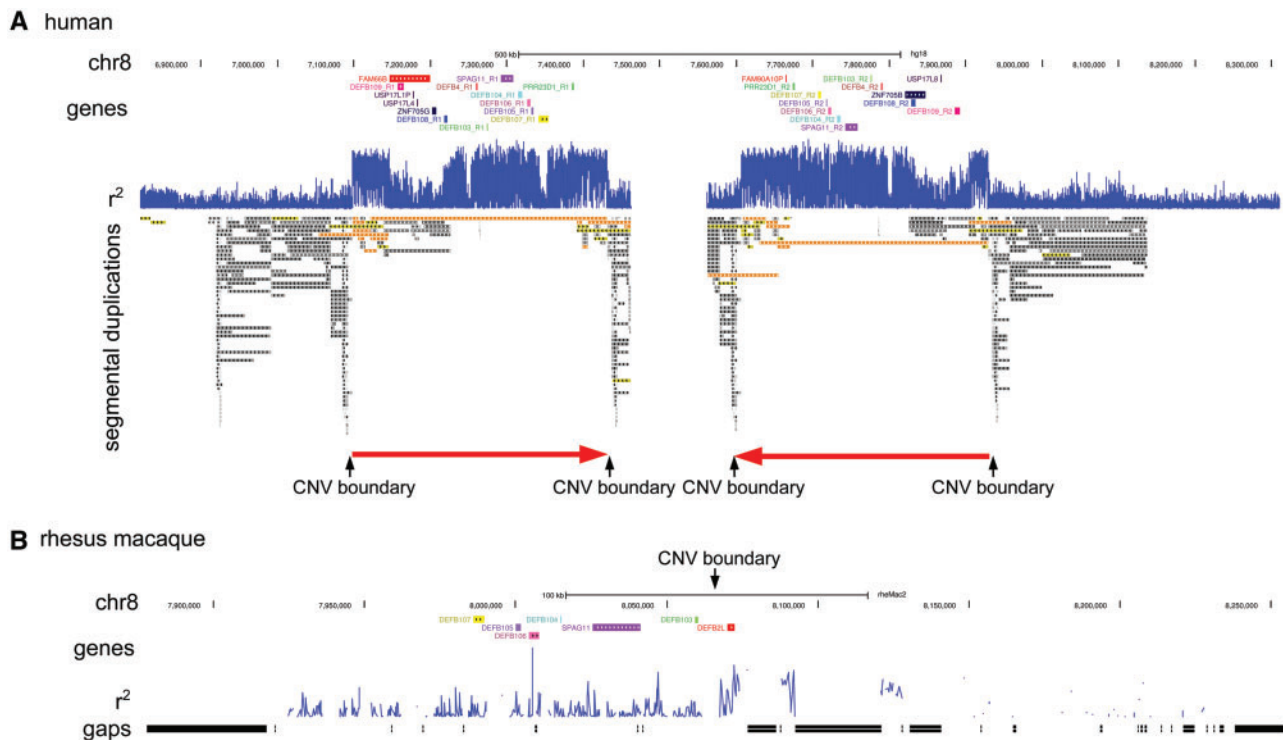 A human
500 kb hg18
chr8 6,900,000 7,000,000 7,100,000 7,200,000 7,300,000 7,400,000 7,500,000 7,600,000 7,700,000 7,800,000 7,900,000 8,000,000 8,100,000 8,200,000 8,300,000
genes
FAM66B SPAG11_R1 FAM90A10P DEFB103_R2 USP17L8
DEFB109_R1 DEFB4_R1 PRR23D1_R1 PRR23D1_R2 DEFB4_R2
USP17L1P DEFB104_R1 DEFB107_R2 ZNF705B
USP17L4 DEFB106_R1 DEFB105_R2 DEFB108_R2
ZNF705G DEFB105_R1 DEFB106_R2 DEFB109_R2
DEFB108_R1 DEFB107_R1 DEFB104_R2
DEFB103_R1 SPAG11_R2
r²
segmental duplications
CNV boundary CNV boundary CNV boundary CNV boundary
B rhesus macaque
CNV boundary
100 kb rheMac2
chr8 7,900,000 7,950,000 8,000,000 8,050,000 8,100,000 8,150,000 8,200,000 8,250,000
genes
DEFB107 DEFB104 DEFB103
DEFB105 SPAG11 DEFB2L
DEFB106
r²
gaps